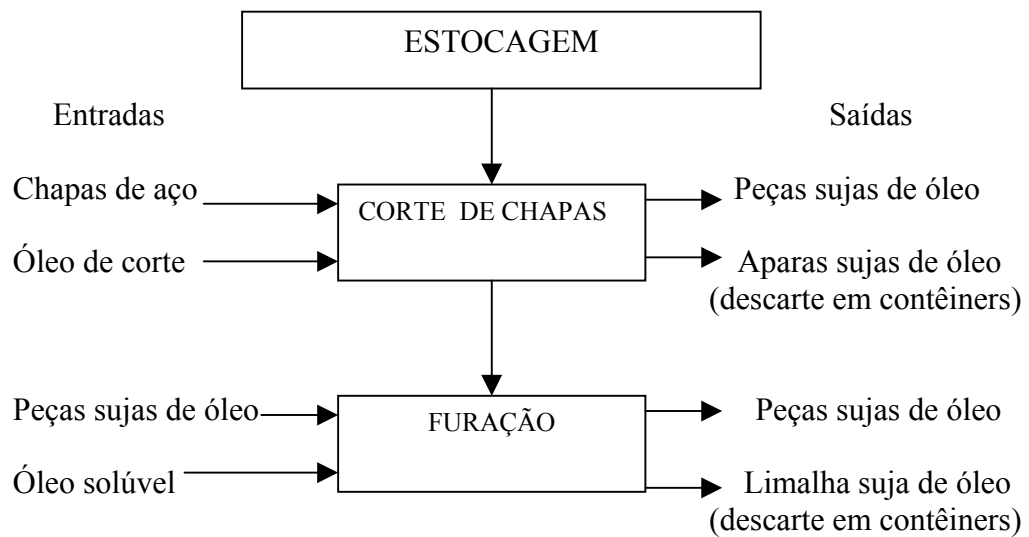 ESTOCAGEM
Entradas
Saídas
Chapas de aço
CORTE DE CHAPAS
Peças sujas de óleo
Óleo de corte
Aparas sujas de óleo
(descarte em contêiners)
Peças sujas de óleo
FURAÇÃO
Peças sujas de óleo
Óleo solúvel
Limalha suja de óleo
(descarte em contêiners)